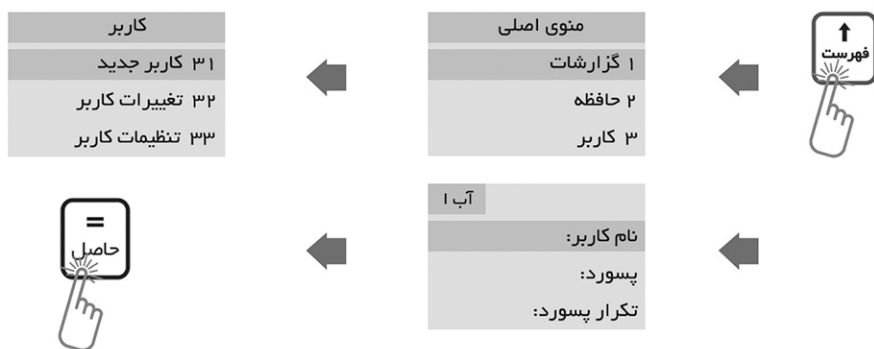 فهرست
منوی اصلی
۱ گزارشات
۲ حافظه
۳ کاربر
کاربر
۳۱ کاربر جدید
۳۲ تغییرات کاربر
۳۳ تنظیمات کاربر
آب ا
نام کاربر:
پسورد:
تکرار پسورد:
=
حاصل